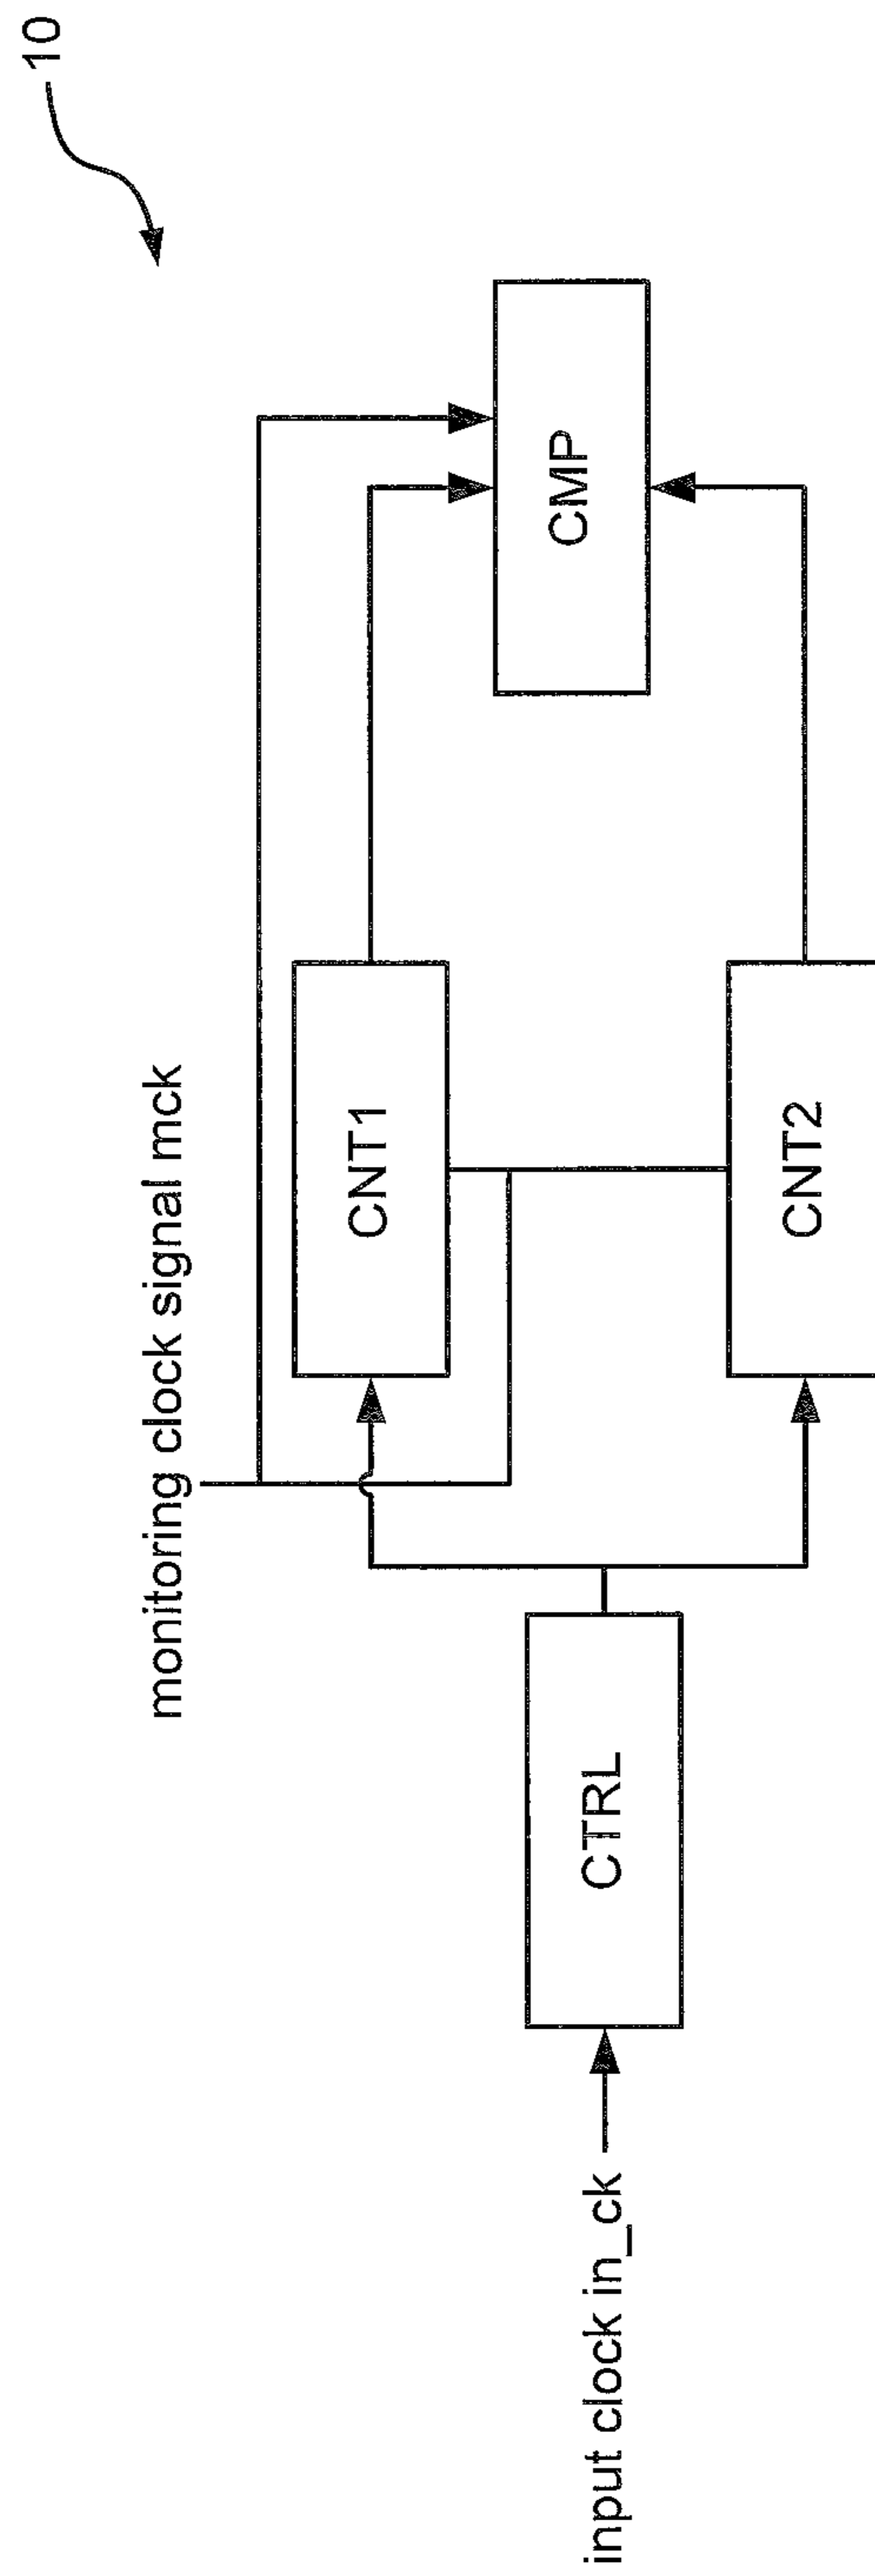 10
monitoring clock signal mck
CNT1
CMP
CTRL
CNT2
input clock in_ck